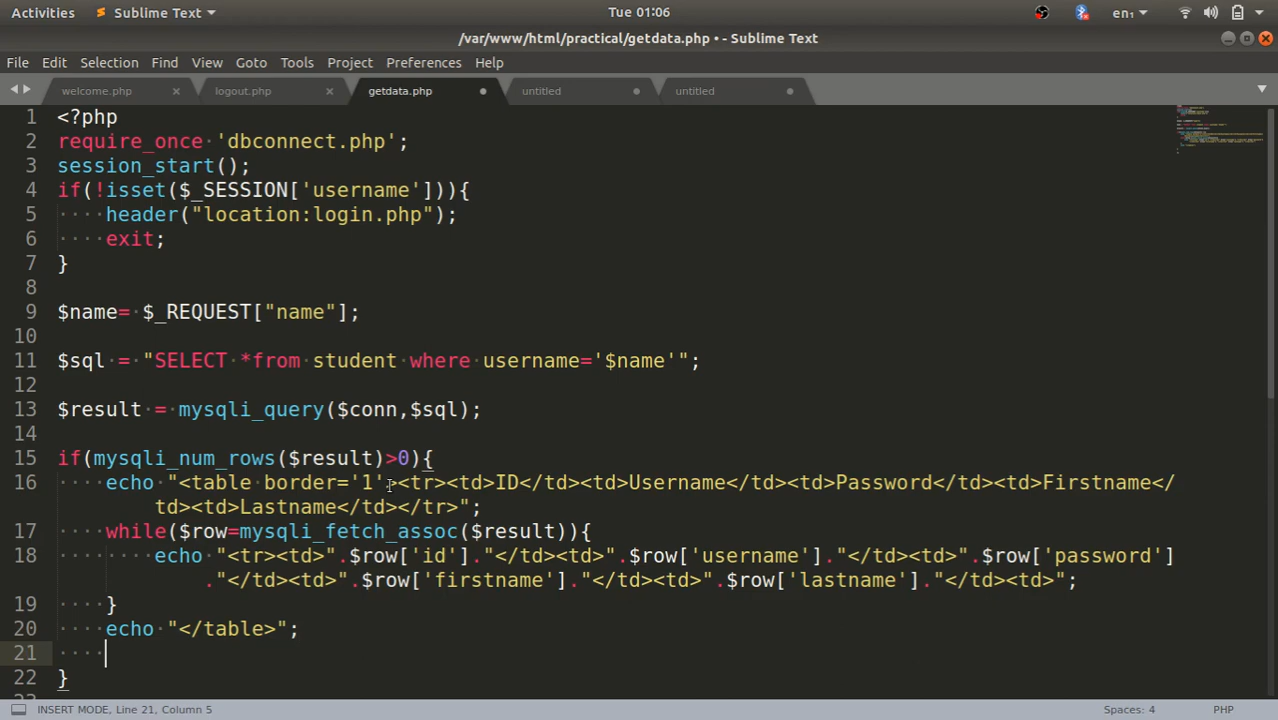 Activities Sublime Text Tue 01:06 en₁
/var/www/html/practical/getdata.php • - Sublime Text
File Edit Selection Find View Goto Tools Project Preferences Help
welcome.php × logout.php × getdata.php untitled untitled
1 <?php
2 require_once 'dbconnect.php';
3 session_start();
4 if(!isset($_SESSION['username'])){
5 header("location:login.php");
6 exit;
7 }
8
9 $name= $_REQUEST["name"];
10
11 $sql = "SELECT *from student where username='$name'";
12
13 $result = mysqli_query($conn,$sql);
14
15 if(mysqli_num_rows($result)>0){
16 echo "<table border='1'><tr><td>ID</td><td>Username</td><td>Password</td><td>Firstname</
td><td>Lastname</td></tr>";
17 while($row=mysqli_fetch_assoc($result)){
18 echo "<tr><td>".$row['id']."</td><td>".$row['username']."</td><td>".$row['password']
."</td><td>".$row['firstname']."</td><td>".$row['lastname']."</td><td>";
19 }
20 echo "</table>";
21
22 }
23
INSERT MODE, Line 21, Column 5 Spaces: 4 PHP